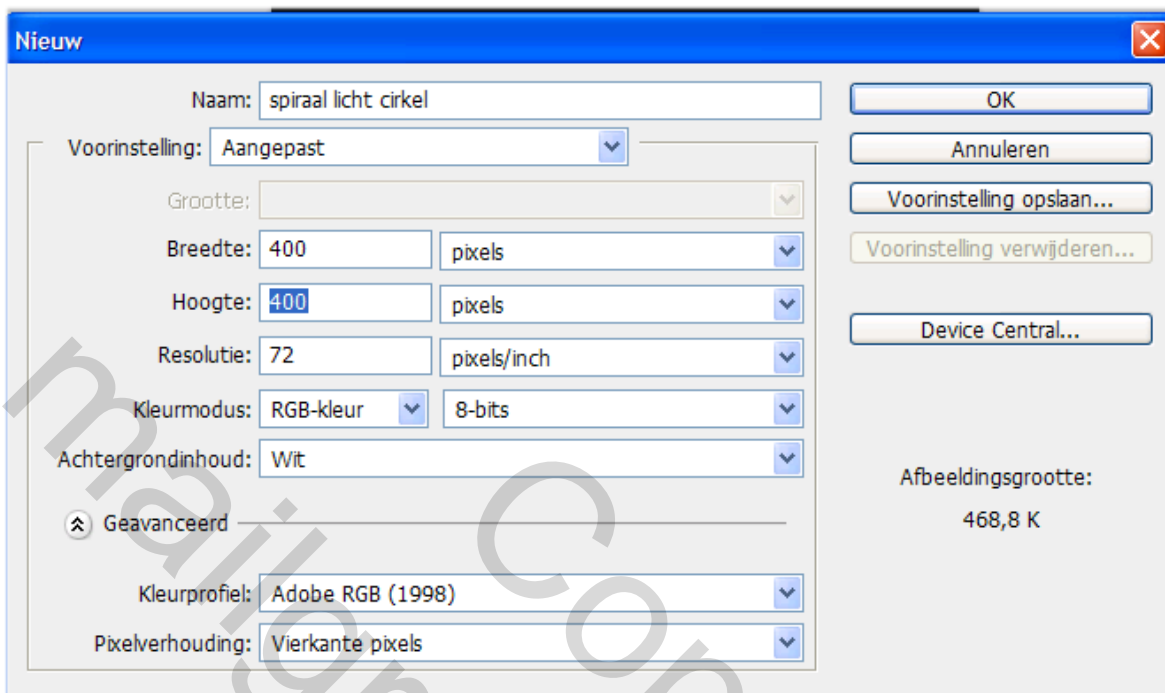 Nieuw
Naam: spiraal licht cirkel
OK
Voorinstelling: Aangepast
Annuleren
Grootte:
Voorinstelling opslaan...
Breedte: 400 pixels
Voorinstelling verwijderen...
Hoogte: 400 pixels
Device Central...
Resolutie: 72 pixels/inch
Kleurmodus: RGB-kleur 8-bits
Achtergrondinhoud: Wit
Afbeeldingsgrootte:
468,8 K
Geavanceerd
Kleurprofiel: Adobe RGB (1998)
Pixelverhouding: Vierkante pixels